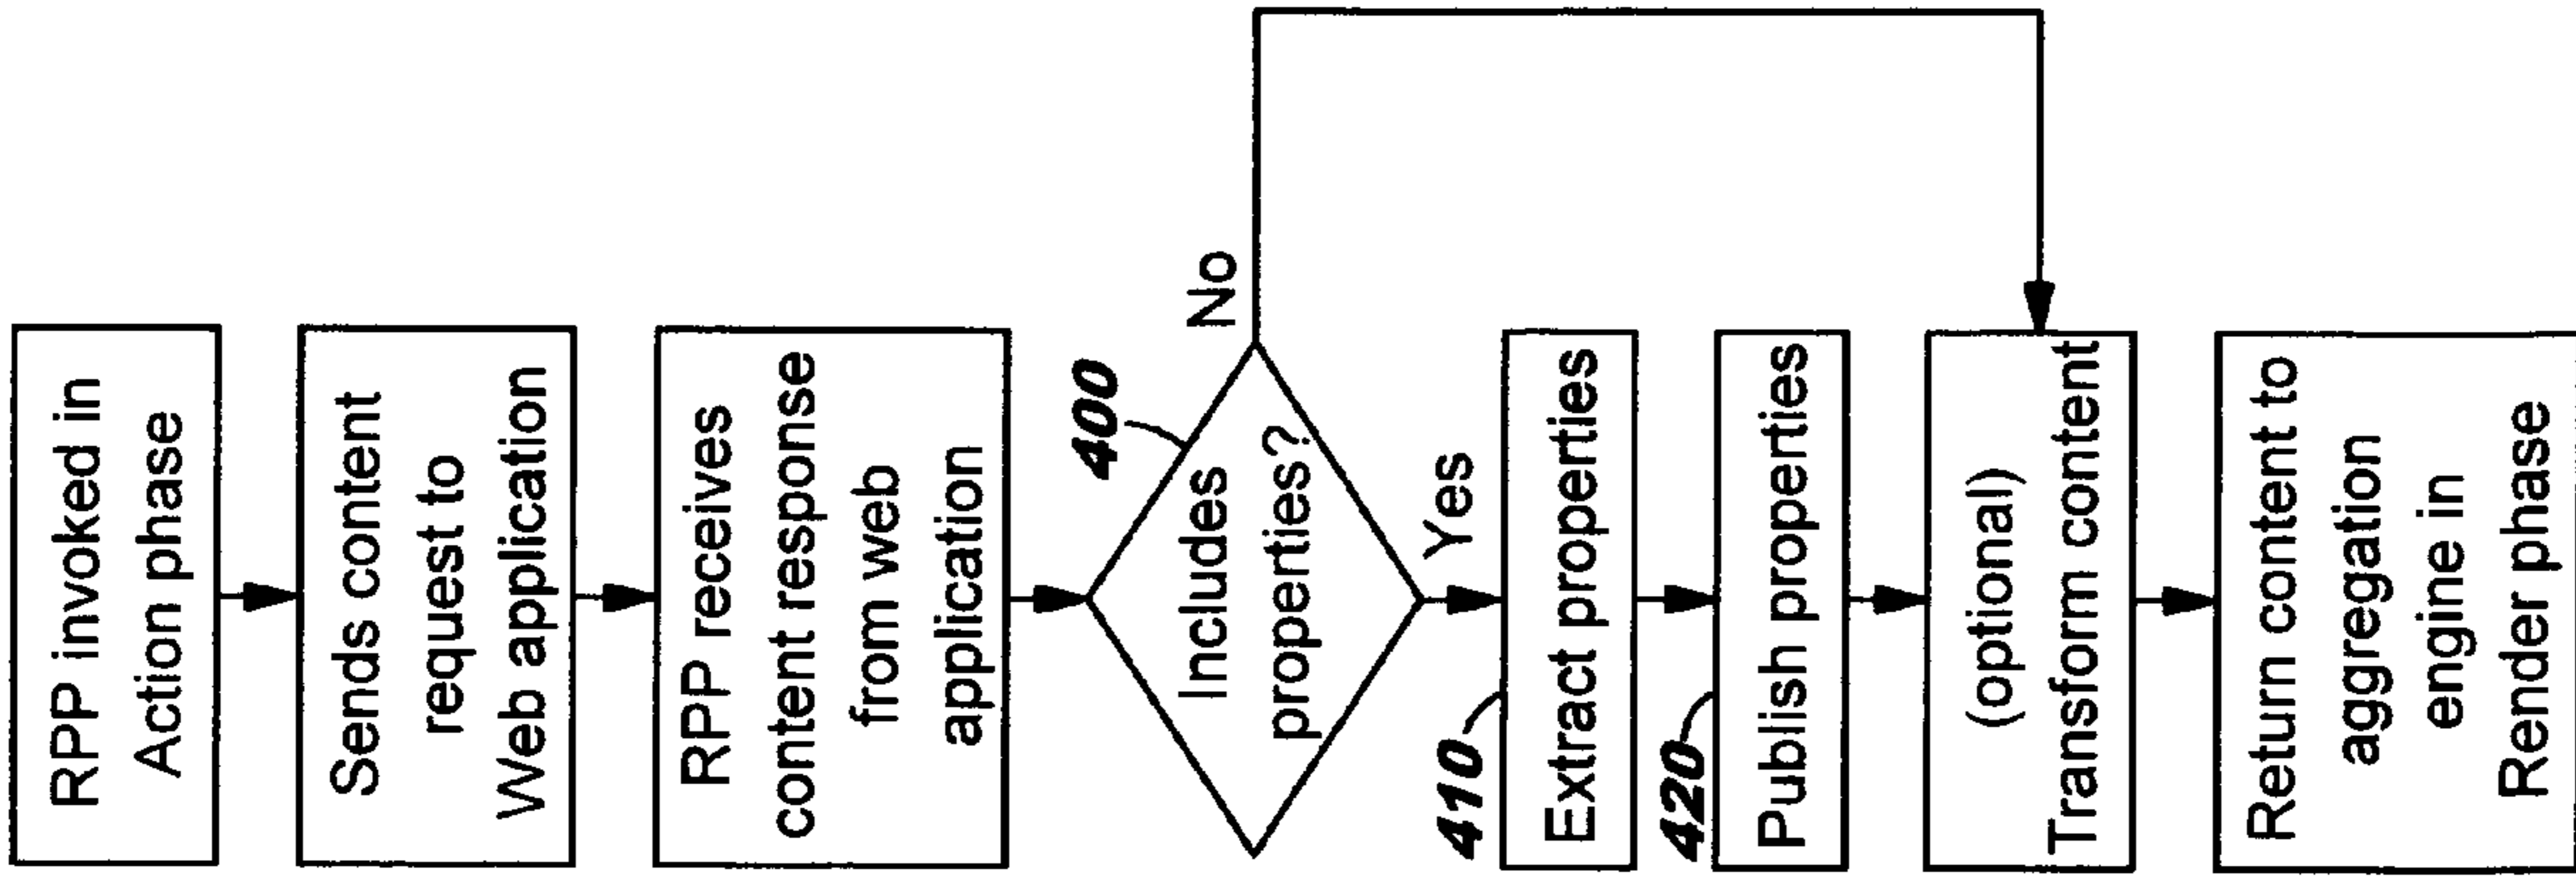 RPP invoked in
Action phase
Sends content
request to
Web application
RPP receives
content response
from web
application
400
Includes
properties?
No
Yes
410
Extract properties
420
Publish properties
(optional)
Transform content
Return content to
aggregation
engine in
Render phase